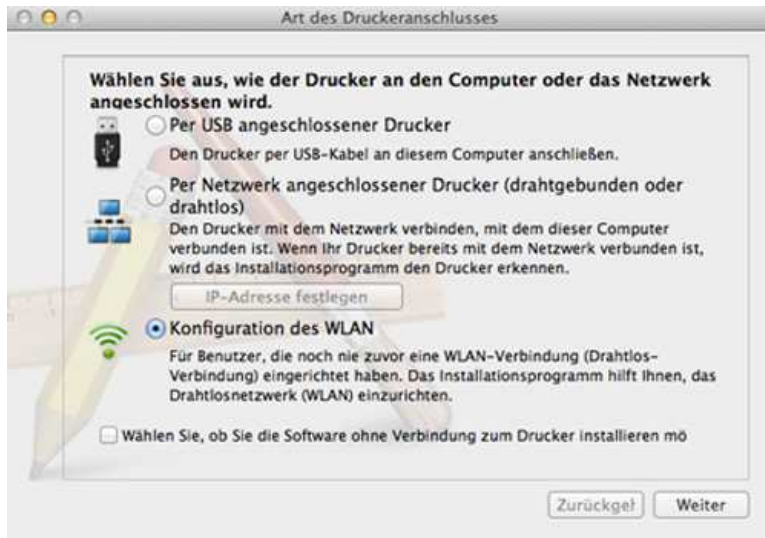 Art des Druckeranschlusses
Wählen Sie aus, wie der Drucker an den Computer oder das Netzwerk
angeschlossen wird.
Per USB angeschlossener Drucker
Den Drucker per USB-Kabel an diesem Computer anschließen.
Per Netzwerk angeschlossener Drucker (drahtgebunden oder
drahtlos)
Den Drucker mit dem Netzwerk verbinden, mit dem dieser Computer
verbunden ist. Wenn Ihr Drucker bereits mit dem Netzwerk verbunden ist,
wird das Installationsprogramm den Drucker erkennen.
IP-Adresse festlegen
Konfiguration des WLAN
Für Benutzer, die noch nie zuvor eine WLAN-Verbindung (Drahtlos-
Verbindung) eingerichtet haben. Das Installationsprogramm hilft Ihnen, das
Drahtlosnetzwerk (WLAN) einzurichten.
Wählen Sie, ob Sie die Software ohne Verbindung zum Drucker installieren mö
Zurückgel Weiter